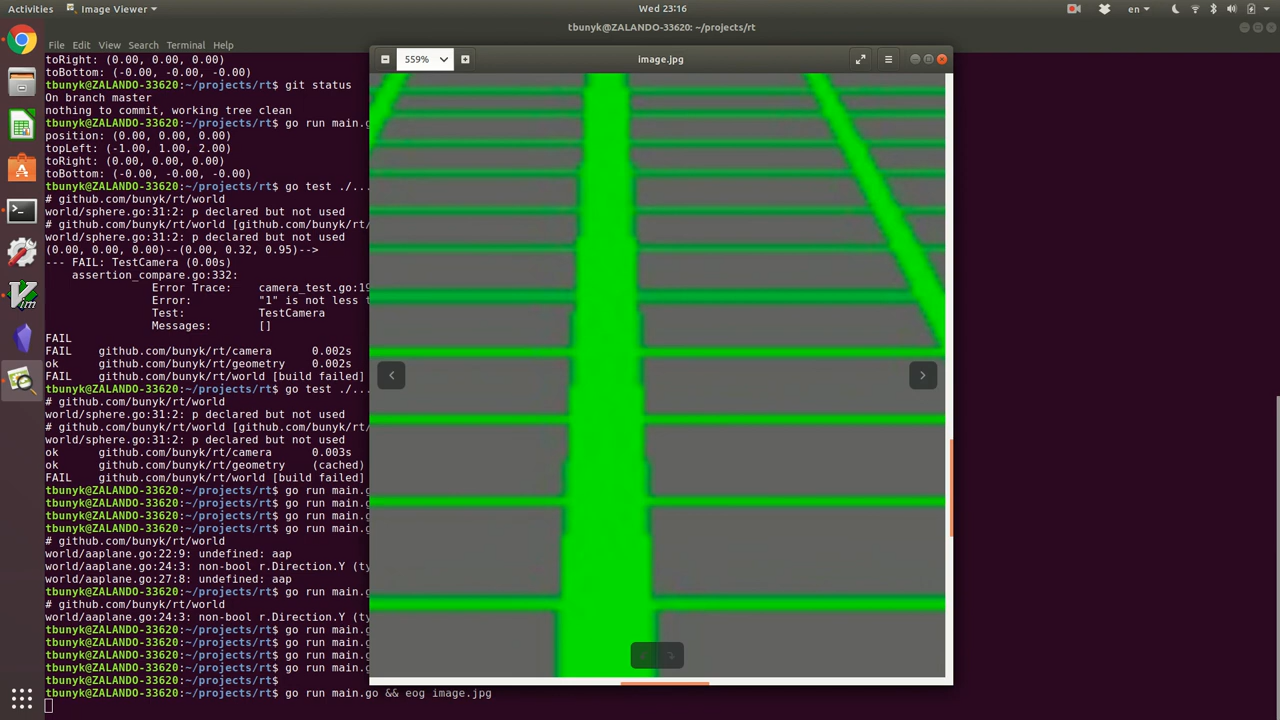 Activities
Image Viewer
Wed 23:16
en
tbunyk@ZALANDO-33620: ~/projects/rt
File Edit View Search Terminal Help
559%
image.jpg
toRight: (0.00, 0.00, 0.00)
toBottom: (-0.00, -0.00, -0.00)
tbunyk@ZALANDO-33620:~/projects/rt$ git status
On branch master
nothing to commit, working tree clean
tbunyk@ZALANDO-33620:~/projects/rt$ go run main.g
position: (0.00, 0.00, 0.00)
topLeft: (-1.00, 1.00, 2.00)
toRight: (0.00, 0.00, 0.00)
toBottom: (-0.00, -0.00, -0.00)
tbunyk@ZALANDO-33620:~/projects/rt$ go test ./...
# github.com/bunyk/rt/world
world/sphere.go:31:2: p declared but not used
# github.com/bunyk/rt/world [github.com/bunyk/rt/
world/sphere.go:31:2: p declared but not used
(0.00, 0.00, 0.00)--(0.00, 0.32, 0.95)-->
--- FAIL: TestCamera (0.00s)
assertion_compare.go:332:
Error Trace: camera_test.go:19
Error: "1" is not less t
Test: TestCamera
Messages: []
FAIL
FAIL github.com/bunyk/rt/camera 0.002s
ok github.com/bunyk/rt/geometry 0.002s
FAIL github.com/bunyk/rt/world [build failed]
tbunyk@ZALANDO-33620:~/projects/rt$ go test ./...
# github.com/bunyk/rt/world
world/sphere.go:31:2: p declared but not used
# github.com/bunyk/rt/world [github.com/bunyk/rt/
world/sphere.go:31:2: p declared but not used
ok github.com/bunyk/rt/camera 0.003s
ok github.com/bunyk/rt/geometry (cached)
FAIL github.com/bunyk/rt/world [build failed]
tbunyk@ZALANDO-33620:~/projects/rt$ go run main.g
tbunyk@ZALANDO-33620:~/projects/rt$ go run main.g
tbunyk@ZALANDO-33620:~/projects/rt$ go run main.g
tbunyk@ZALANDO-33620:~/projects/rt$ go run main.g
# github.com/bunyk/rt/world
world/aaplane.go:22:9: undefined: aap
world/aaplane.go:24:3: non-bool r.Direction.Y (ty
world/aaplane.go:27:8: undefined: aap
tbunyk@ZALANDO-33620:~/projects/rt$ go run main.g
# github.com/bunyk/rt/world
world/aaplane.go:24:3: non-bool r.Direction.Y (ty
tbunyk@ZALANDO-33620:~/projects/rt$ go run main.g
tbunyk@ZALANDO-33620:~/projects/rt$ go run main.g
tbunyk@ZALANDO-33620:~/projects/rt$ go run main.g
tbunyk@ZALANDO-33620:~/projects/rt$ go run main.g
tbunyk@ZALANDO-33620:~/projects/rt$
tbunyk@ZALANDO-33620:~/projects/rt$ go run main.go && eog image.jpg